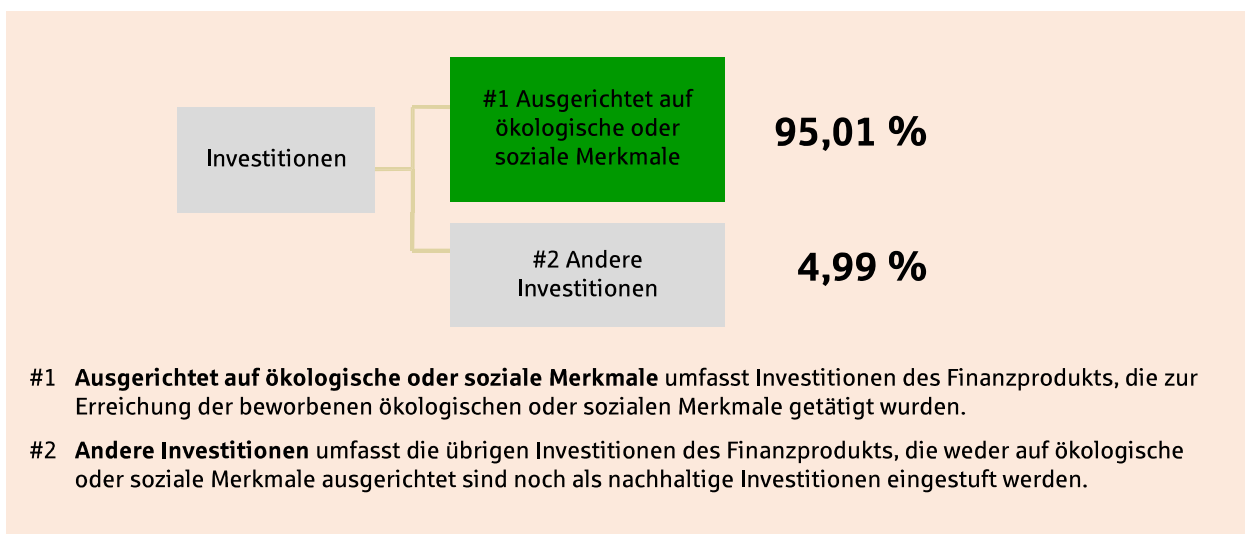 #1 Ausgerichtet auf
ökologische oder
soziale Merkmale
95,01 %
Investitionen
#2 Andere
Investitionen
4,99 %
#1 Ausgerichtet auf ökologische oder soziale Merkmale umfasst Investitionen des Finanzprodukts, die zur
Erreichung der beworbenen ökologischen oder sozialen Merkmale getätigt wurden.
#2 Andere Investitionen umfasst die übrigen Investitionen des Finanzprodukts, die weder auf ökologische
oder soziale Merkmale ausgerichtet sind noch als nachhaltige Investitionen eingestuft werden.